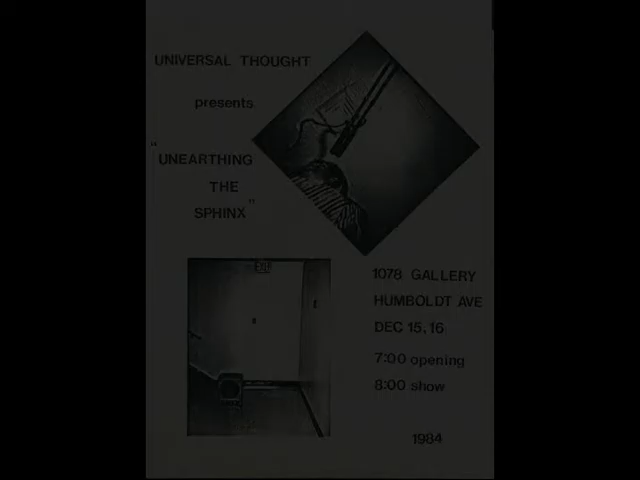 UNIVERSAL THOUGHT
presents
"UNEARTHING
THE
SPHINX"
1078 GALLERY
HUMBOLDT AVE
DEC 15, 16
7:00 opening
8:00 show
1984